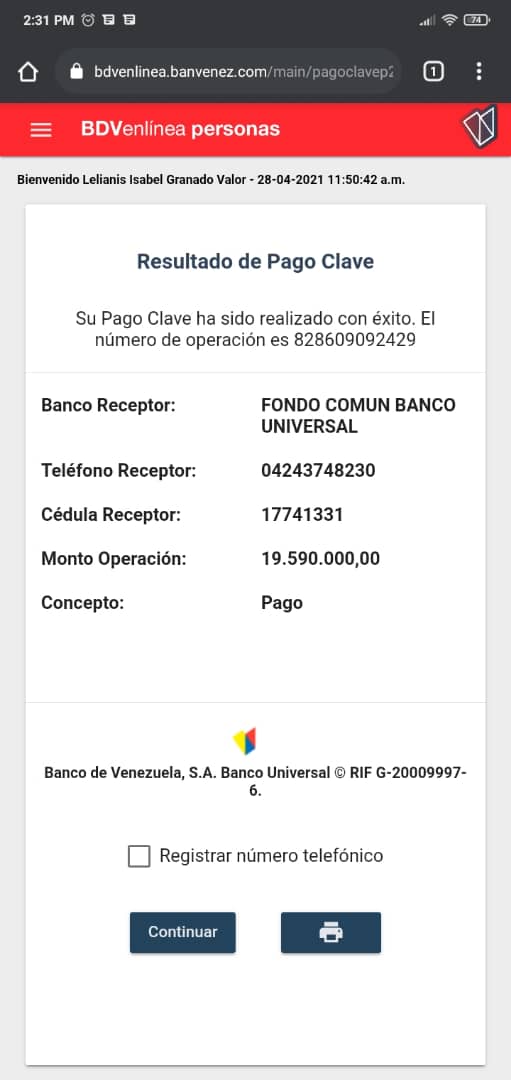 2:31 PM
74
bdvenlinea.banvenez.com/main/pagoclavep2
1
BDVenlínea personas
Bienvenido Lelianis Isabel Granado Valor - 28-04-2021 11:50:42 a.m.
Resultado de Pago Clave
Su Pago Clave ha sido realizado con éxito. El
número de operación es 828609092429
Banco Receptor: FONDO COMUN BANCO
UNIVERSAL
Teléfono Receptor: 04243748230
Cédula Receptor: 17741331
Monto Operación: 19.590.000,00
Concepto: Pago
Banco de Venezuela, S.A. Banco Universal © RIF G-20009997-
6.
Registrar número telefónico
Continuar